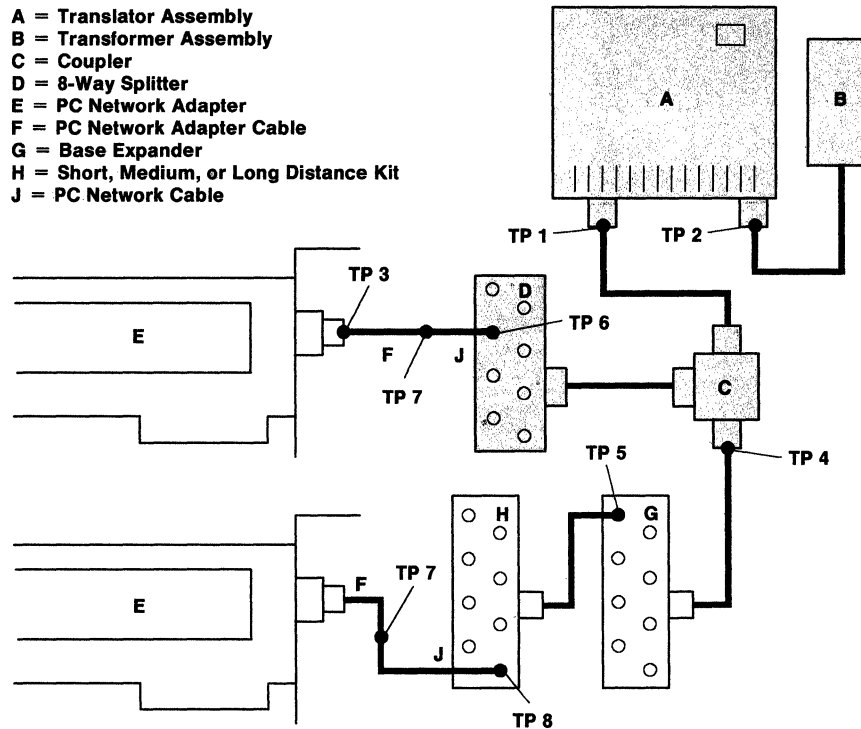 A = Translator Assembly
B = Transformer Assembly
C = Coupler
D = 8-Way Splitter
E = PC Network Adapter
F = PC Network Adapter Cable
G = Base Expander
H = Short, Medium, or Long Distance Kit
J = PC Network Cable
A
B
TP 1
TP 2
TP 3
D
TP 6
E
F
J
TP 7
C
TP 5
TP 4
H
G
F
TP 7
E
J
TP 8